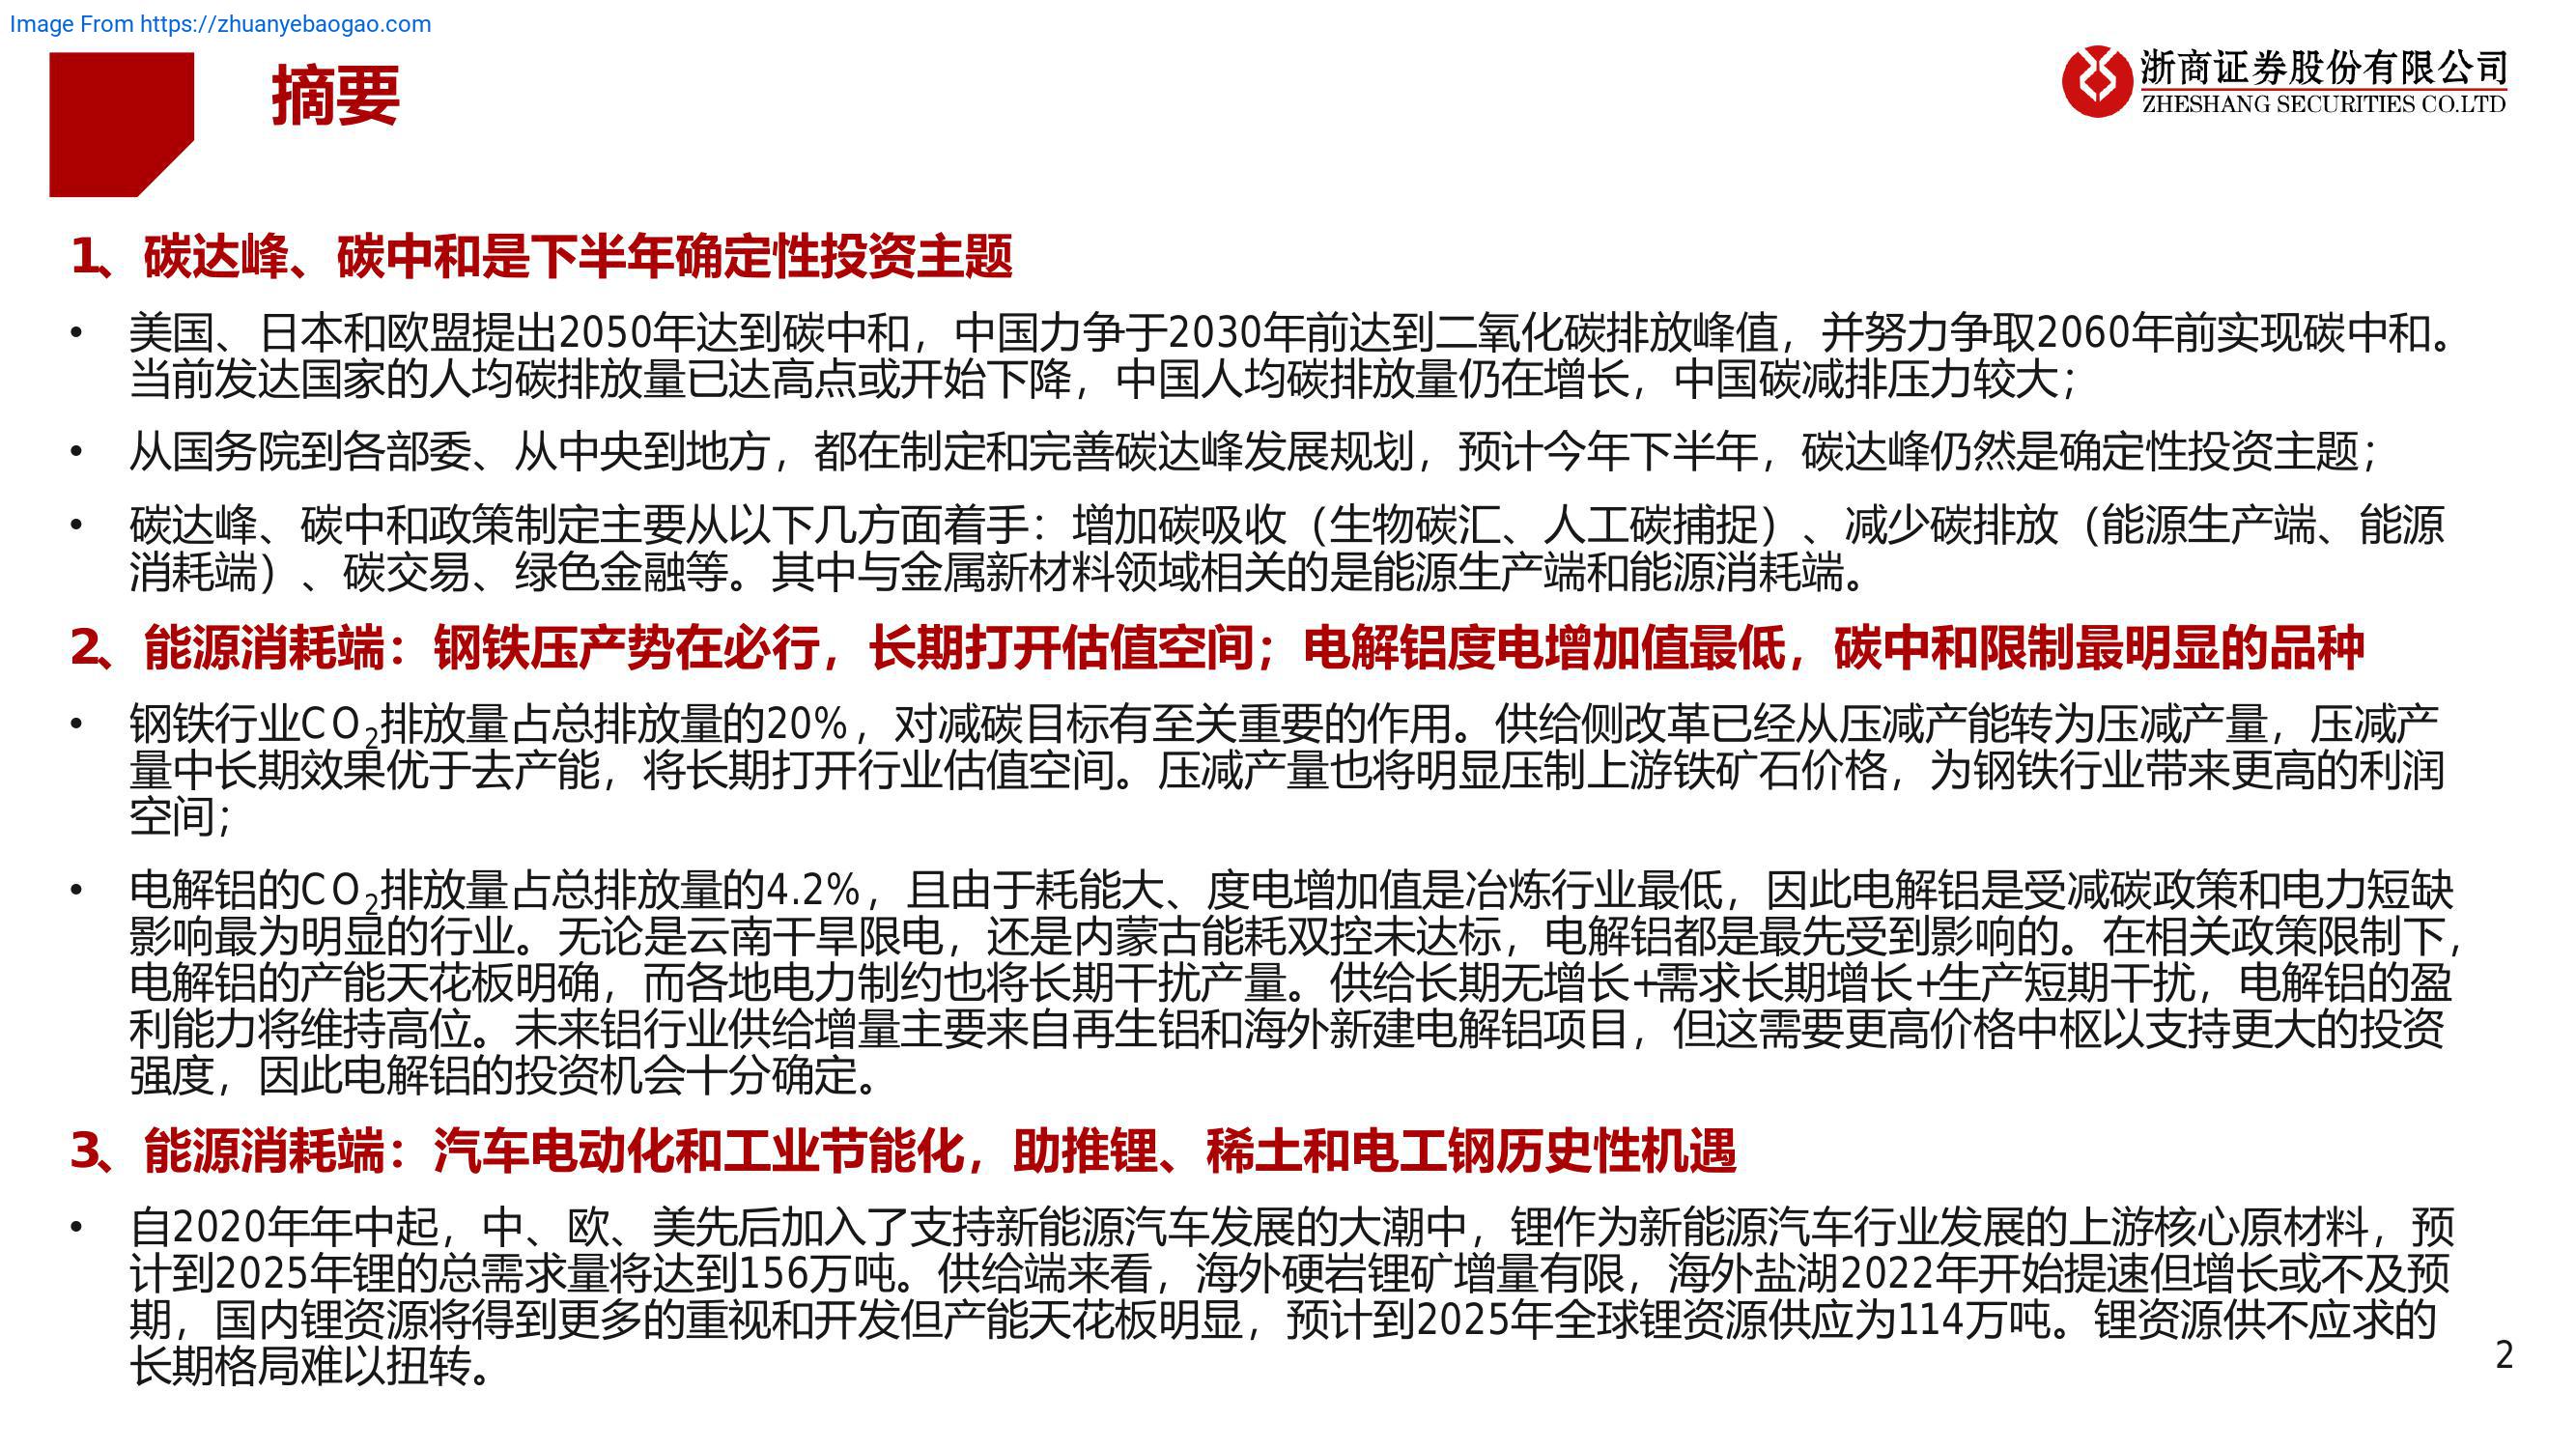 Image From https://zhuanyebaogao.com
摘要
浙商证券股份有限公司
ZHESHANG SECURITIES CO.LTD
1、碳达峰、碳中和是下半年确定性投资主题
• 美国、日本和欧盟提出2050年达到碳中和，中国力争于2030年前达到二氧化碳排放峰值，并努力争取2060年前实现碳中和。
当前发达国家的人均碳排放量已达高点或开始下降，中国人均碳排放量仍在增长，中国碳减排压力较大；
• 从国务院到各部委、从中央到地方，都在制定和完善碳达峰发展规划，预计今年下半年，碳达峰仍然是确定性投资主题；
• 碳达峰、碳中和政策制定主要从以下几方面着手：增加碳吸收（生物碳汇、人工碳捕捉）、减少碳排放（能源生产端、能源
消耗端）、碳交易、绿色金融等。其中与金属新材料领域相关的是能源生产端和能源消耗端。
2、能源消耗端：钢铁压产势在必行，长期打开估值空间；电解铝度电增加值最低，碳中和限制最明显的品种
• 钢铁行业CO₂排放量占总排放量的20%，对减碳目标有至关重要的作用。供给侧改革已经从压减产能转为压减产量，压减产
量中长期效果优于去产能，将长期打开行业估值空间。压减产量也将明显压制上游铁矿石价格，为钢铁行业带来更高的利润
空间；
• 电解铝的CO₂排放量占总排放量的4.2%，且由于耗能大、度电增加值是冶炼行业最低，因此电解铝是受减碳政策和电力短缺
影响最为明显的行业。无论是云南干旱限电，还是内蒙古能耗双控未达标，电解铝都是最先受到影响的。在相关政策限制下，
电解铝的产能天花板明确，而各地电力制约也将长期干扰产量。供给长期无增长+需求长期增长+生产短期干扰，电解铝的盈
利能力将维持高位。未来铝行业供给增量主要来自再生铝和海外新建电解铝项目，但这需要更高价格中枢以支持更大的投资
强度，因此电解铝的投资机会十分确定。
3、能源消耗端：汽车电动化和工业节能化，助推锂、稀土和电工钢历史性机遇
• 自2020年年中起，中、欧、美先后加入了支持新能源汽车发展的大潮中，锂作为新能源汽车行业发展的上游核心原材料，预
计到2025年锂的总需求量将达到156万吨。供给端来看，海外硬岩锂矿增量有限，海外盐湖2022年开始提速但增长或不及预
期，国内锂资源将得到更多的重视和开发但产能天花板明显，预计到2025年全球锂资源供应为114万吨。锂资源供不应求的
长期格局难以扭转。
2